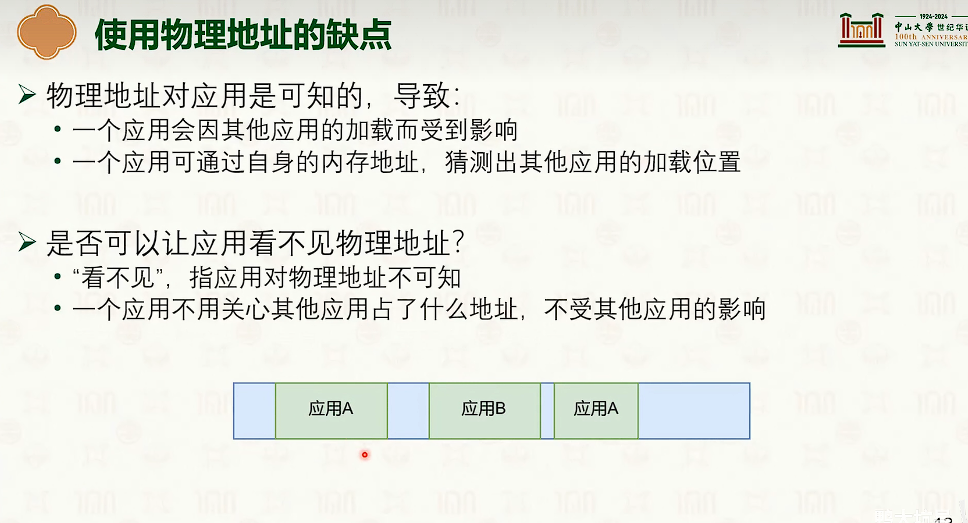 使用物理地址的缺点
1924-2024
中山大学世纪华诞
100th ANNIVERSAR
SUN YAT-SEN UNIVERSIT
物理地址对应用是可知的，导致：
• 一个应用会因其他应用的加载而受到影响
• 一个应用可通过自身的内存地址，猜测出其他应用的加载位置
是否可以让应用看不见物理地址？
• “看不见”，指应用对物理地址不可知
• 一个应用不用关心其他应用占了什么地址，不受其他应用的影响
应用A
应用B
应用A